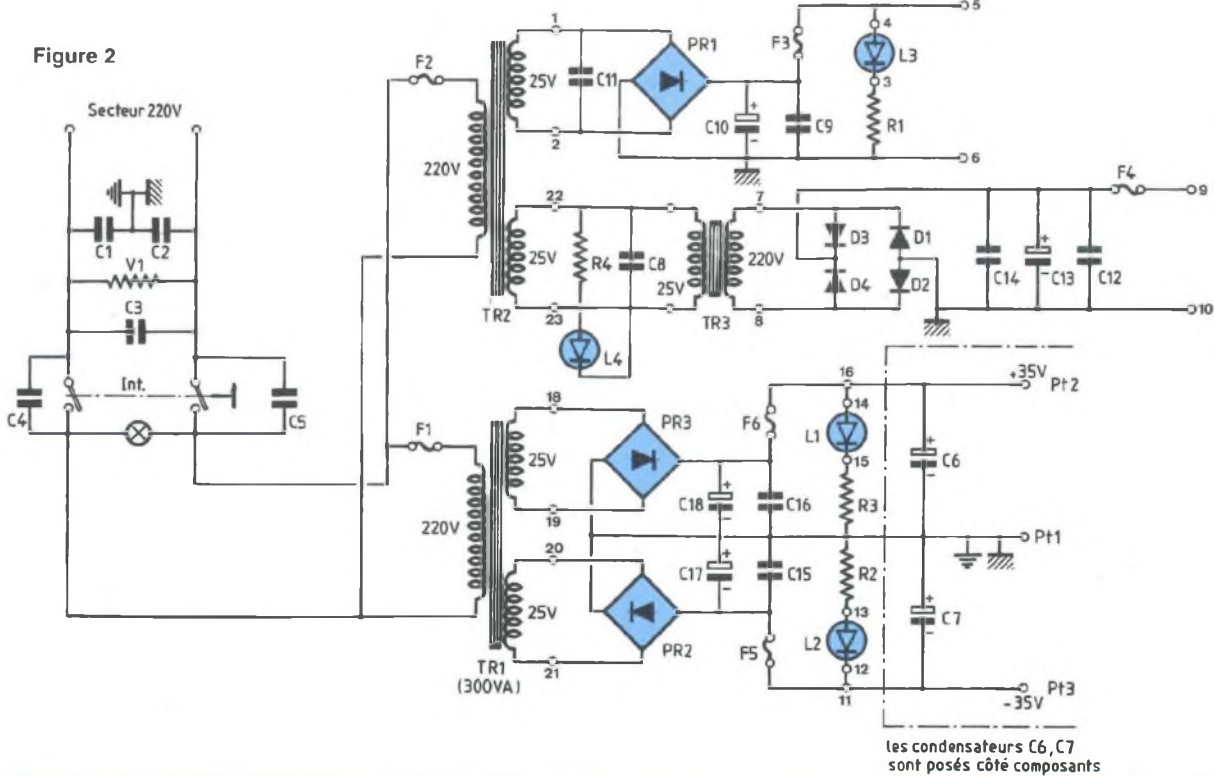 Figure 2
Secteur 220V
C1
C2
V1
C3
Int.
C4
C5
F2
220V
TR2
1
25V
2
C11
PR1
C10
+
-
C9
F3
4
L3
3
R1
5
6
22
25V
23
R4
C8
L4
25V
TR3
7
220V
8
D3
D4
D1
D2
C14
+
C13
-
C12
F4
9
10
F1
220V
TR1
(300VA)
18
25V
19
20
25V
21
PR3
PR2
+
C18
-
+
C17
-
C16
C15
F6
F5
16
14
L1
15
R3
R2
13
L2
12
11
+
C6
-
+
C7
-
+35V
Pt2
Pt1
Pt3
-35V
les condensateurs C6,C7
sont posés côté composants